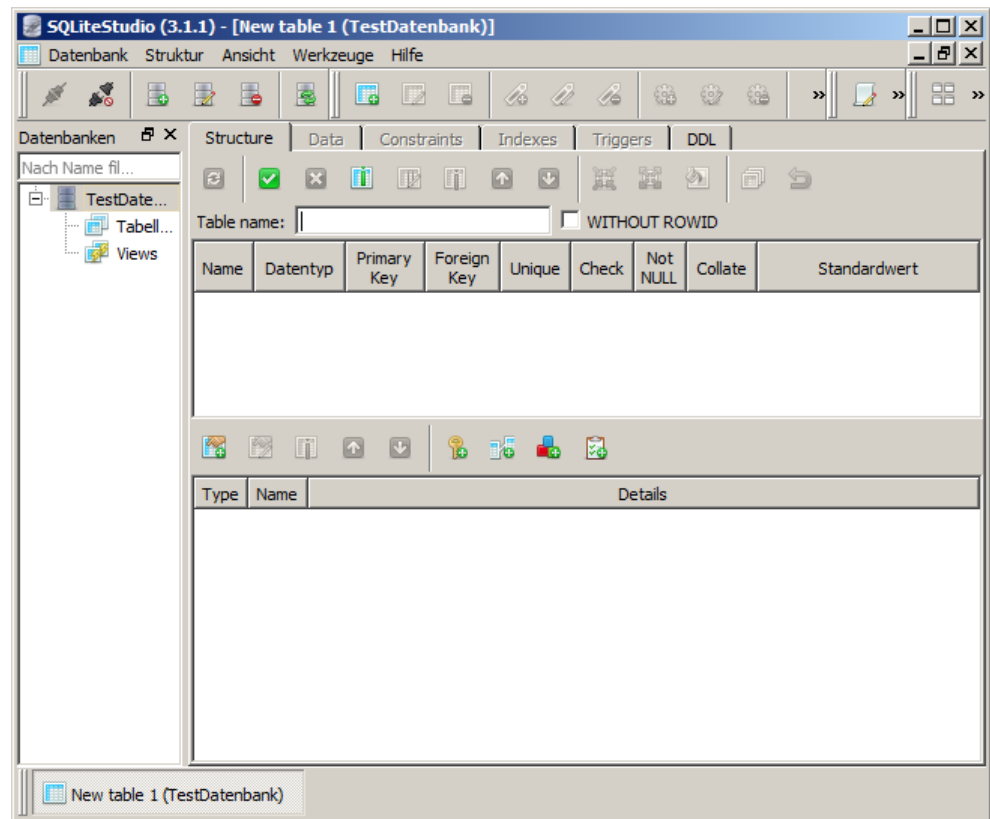 SQLiteStudio (3.1.1) - [New table 1 (TestDatenbank)]
Datenbank Struktur Ansicht Werkzeuge Hilfe
Datenbanken
Structure Data Constraints Indexes Triggers DDL
Nach Name fil...
TestDate...
Tabell...
Views
Table name: WITHOUT ROWID
Name Datentyp Primary Key Foreign Key Unique Check Not NULL Collate Standardwert
Type Name Details
New table 1 (TestDatenbank)